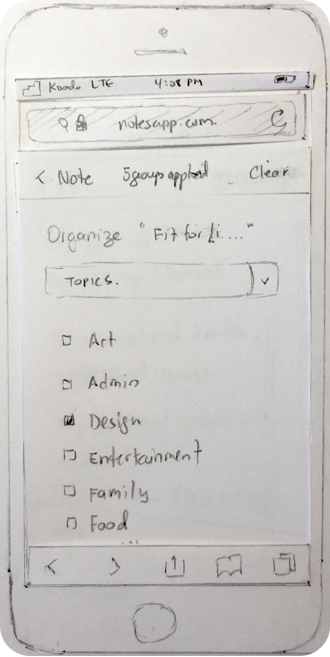 Koodo LTE 4:28 PM
notesapp.com
< Note 5 groups applied Clear
Organize "Fit for Li..."
TOPICS.
Art
Admin
Design
Entertainment
Family
Food